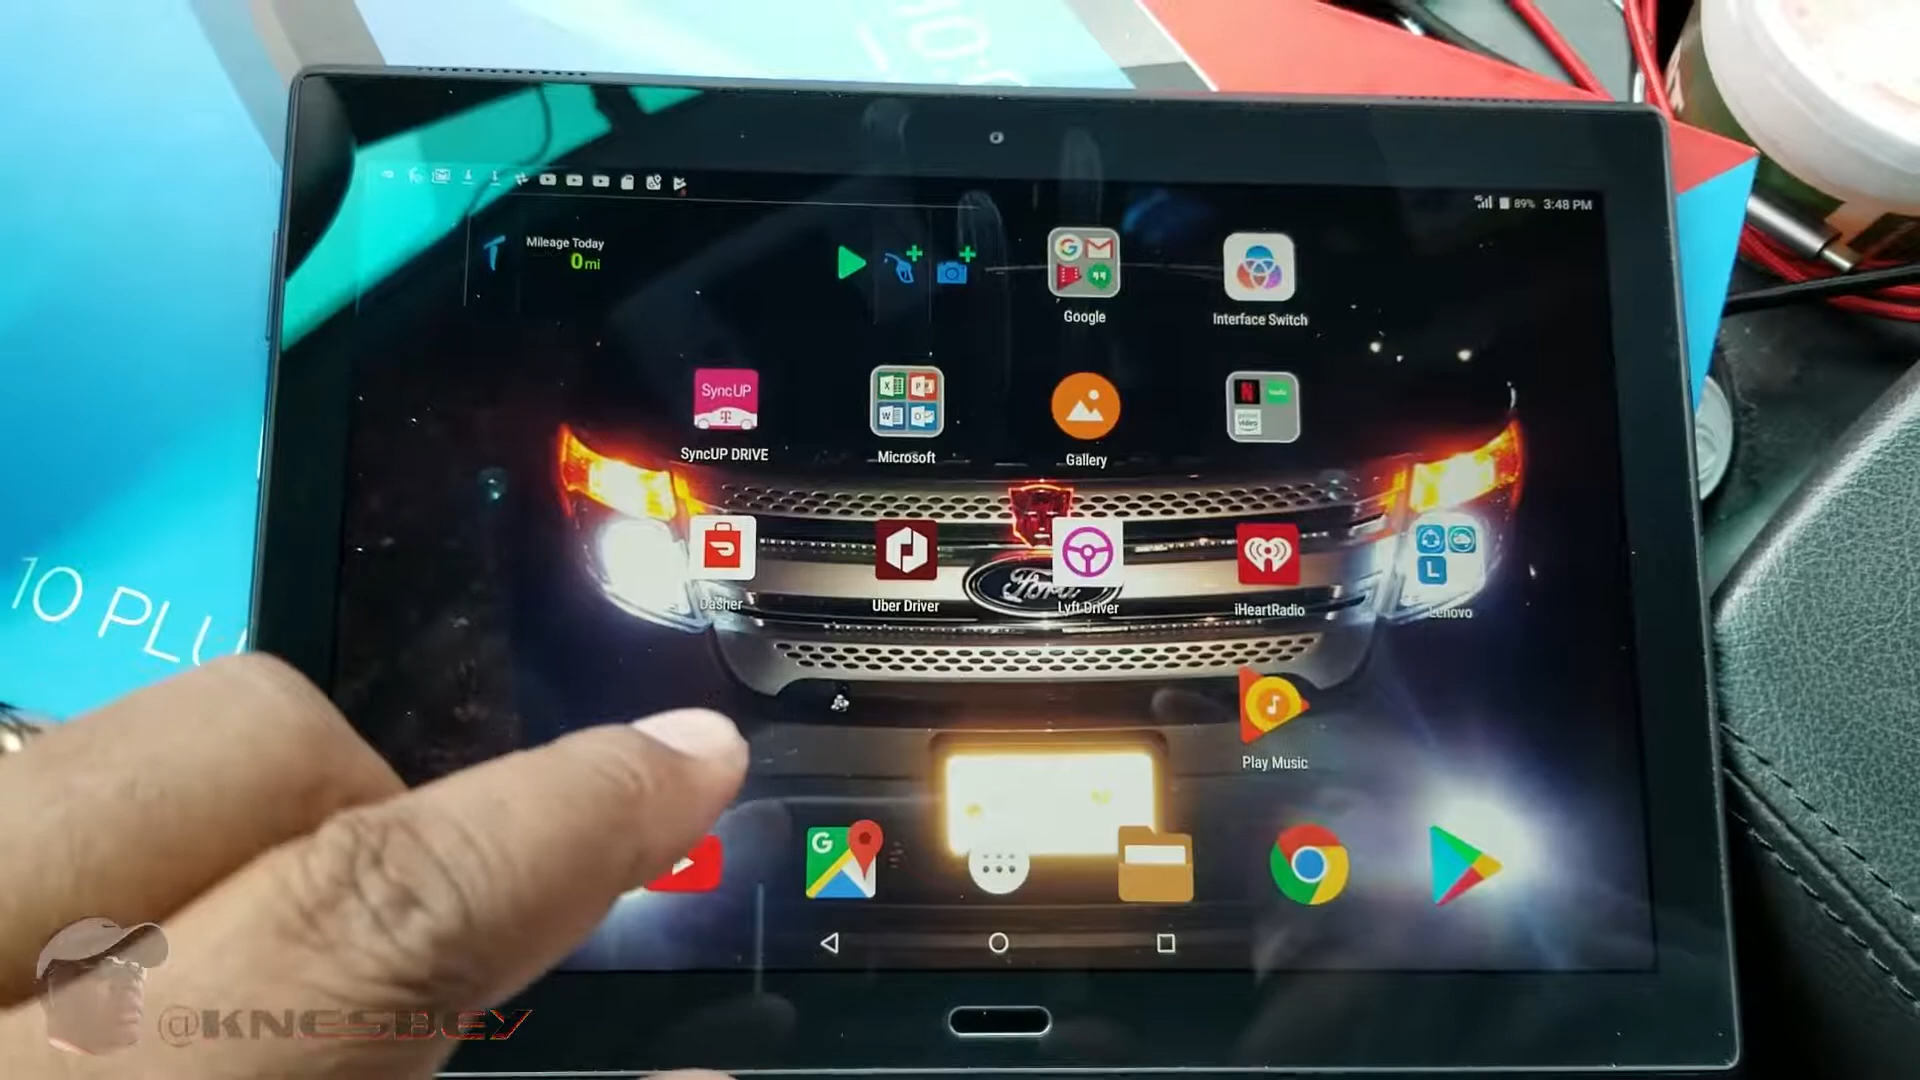 89% 3:48 PM
Mileage Today
0 mi
Google
Interface Switch
SyncUP
SyncUP DRIVE
Microsoft
Gallery
Dasher
Uber Driver
Ford
Lyft Driver
iHeartRadio
Lenovo
Play Music
10 PLU
@KNESBEY